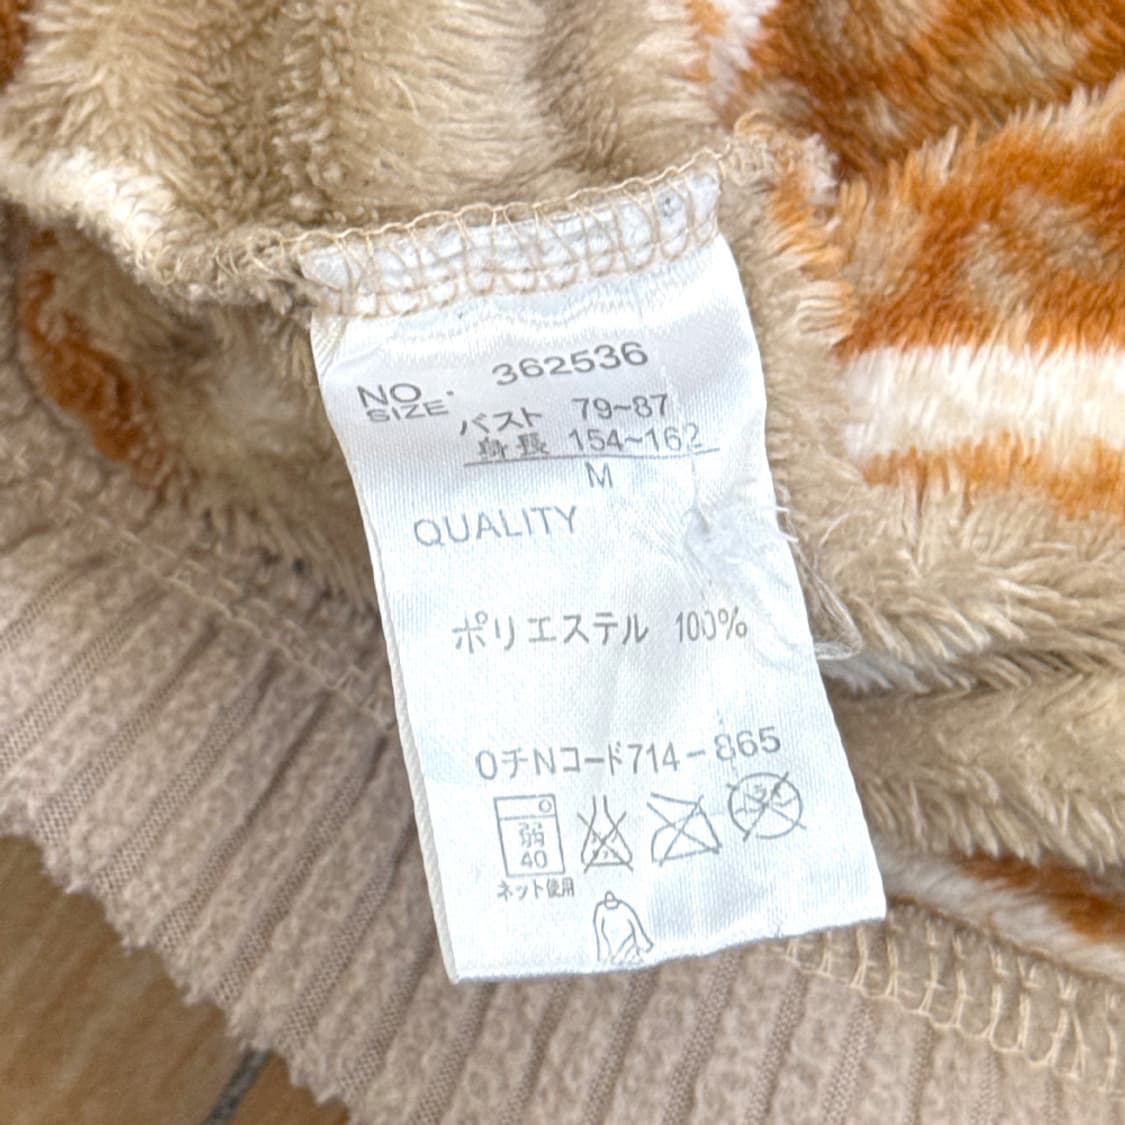 NO. 362536
SIZE バスト 79~87
身長 154~162
M
QUALITY
ポリエステル 100%
0チNコード714-865
弱
40
ネット使用